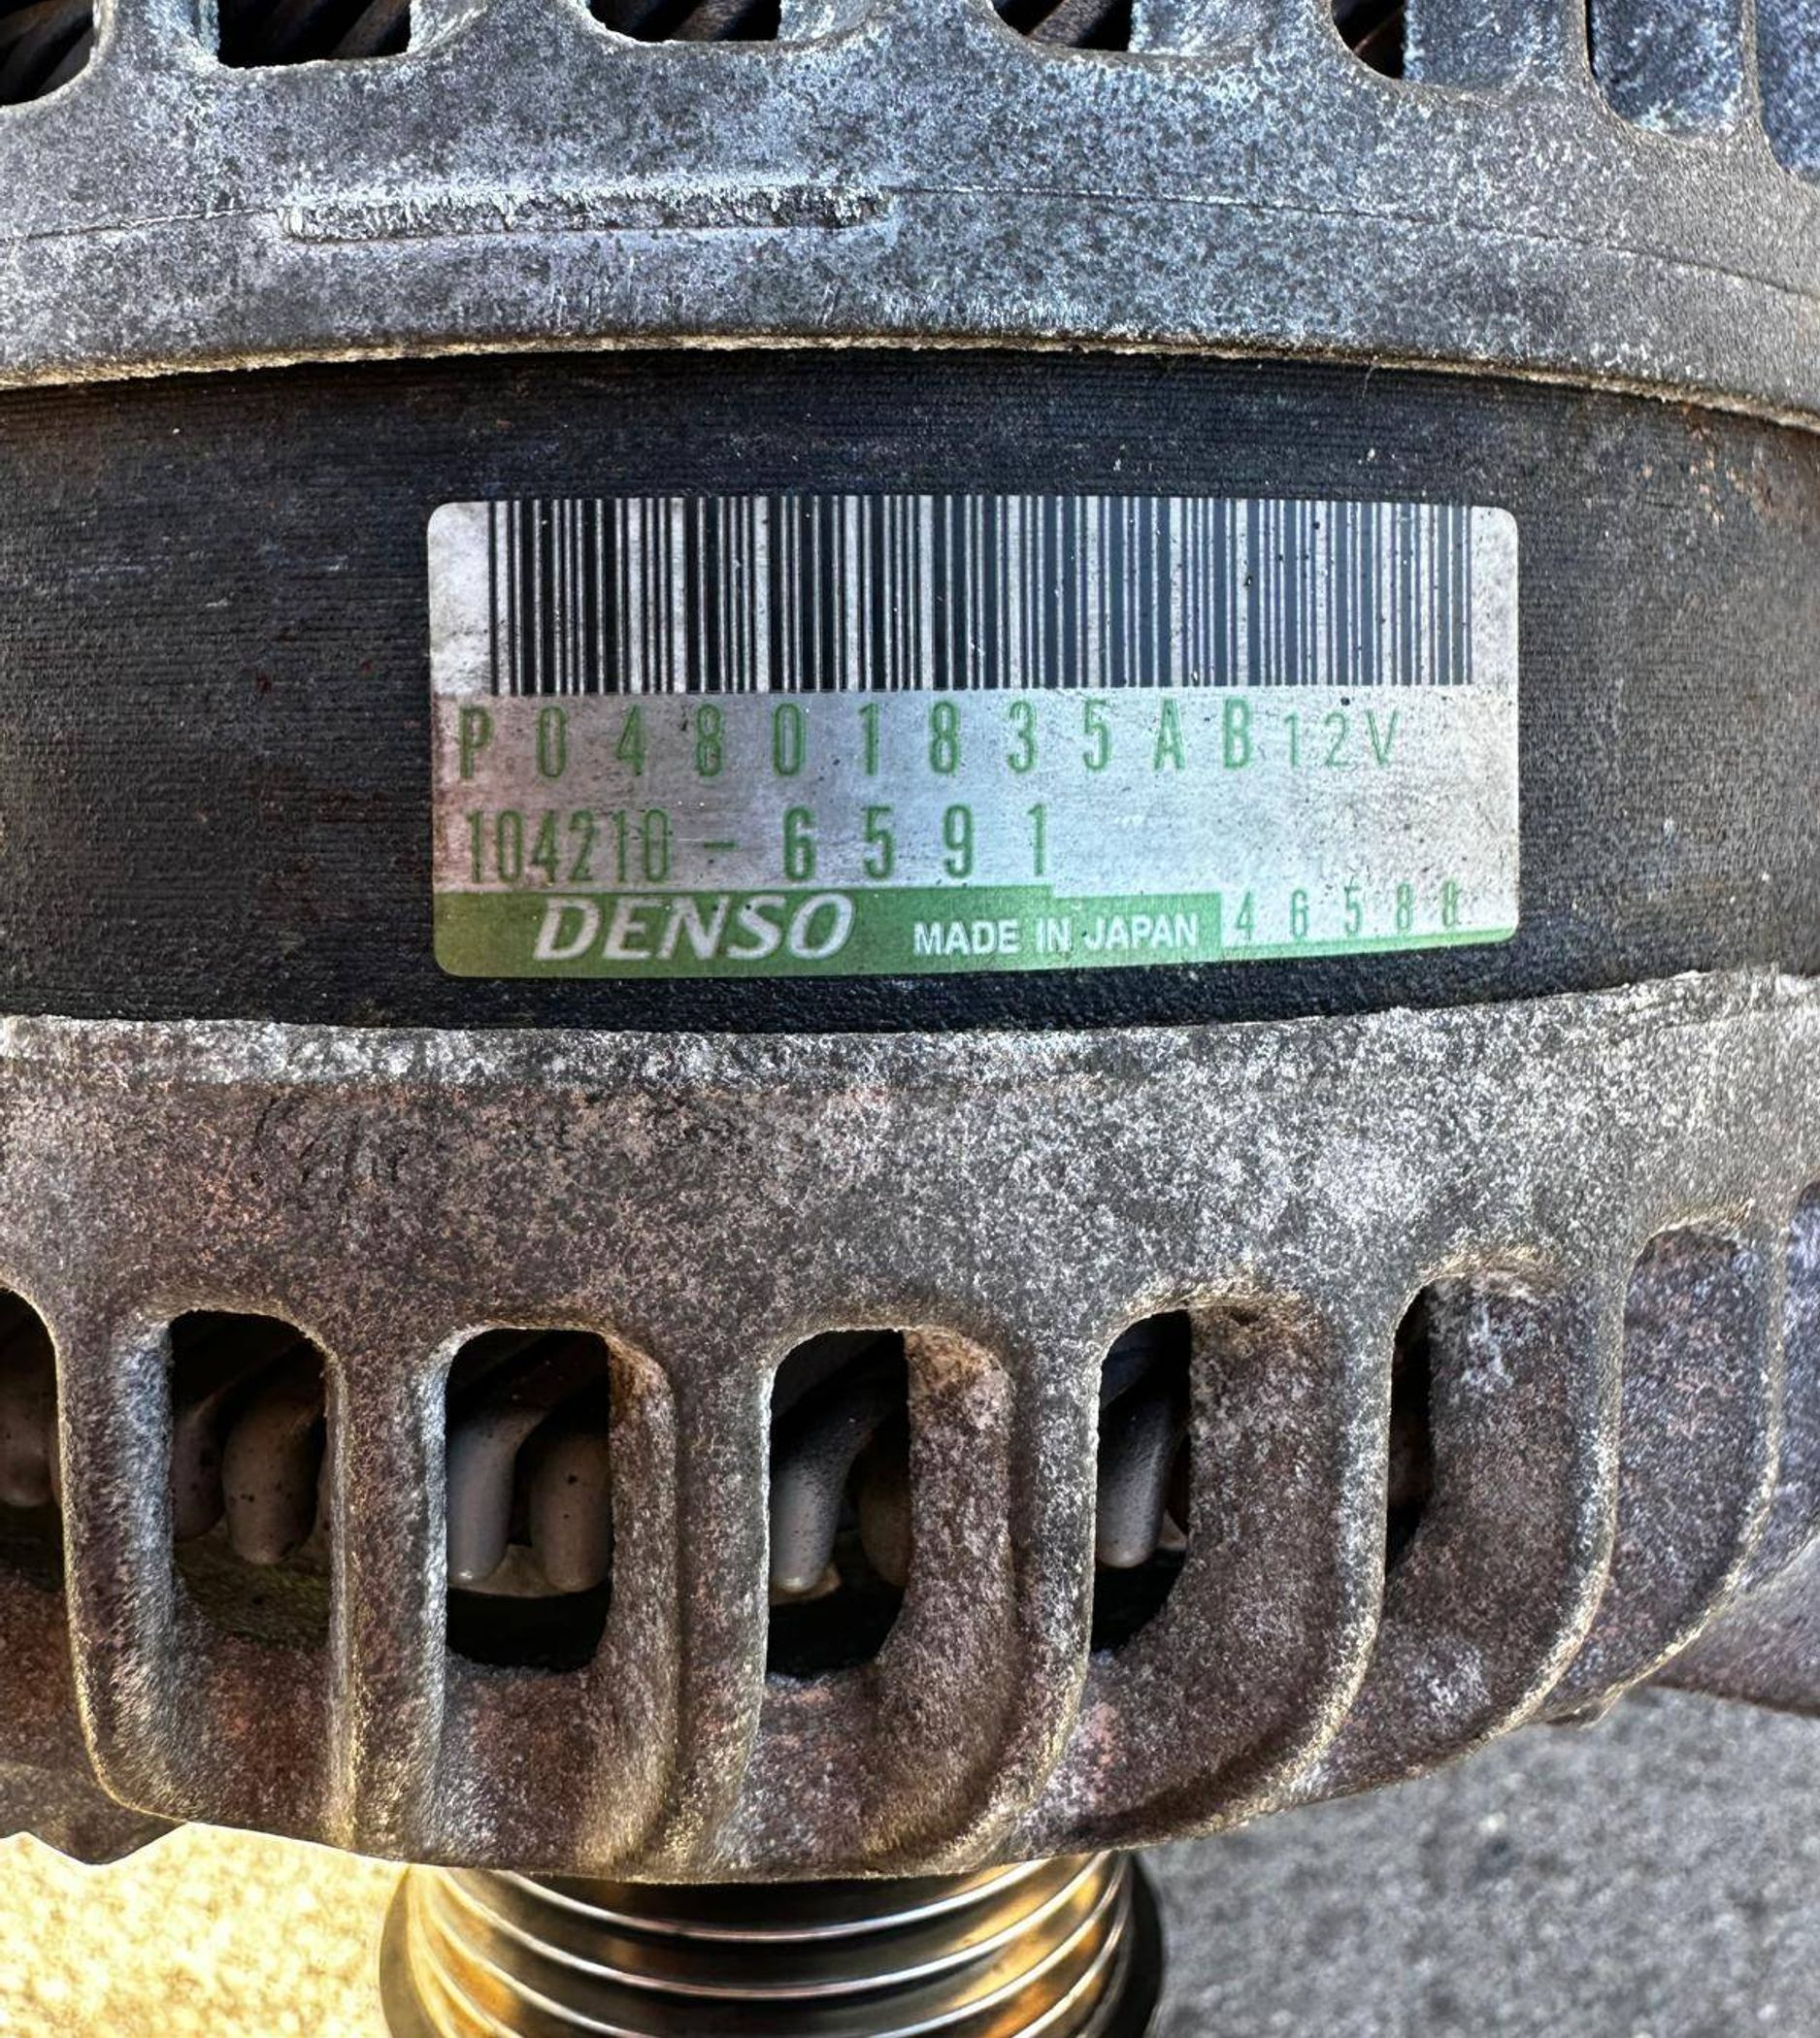 P04801835AB 12V
104210-6591
DENSO MADE IN JAPAN 46588